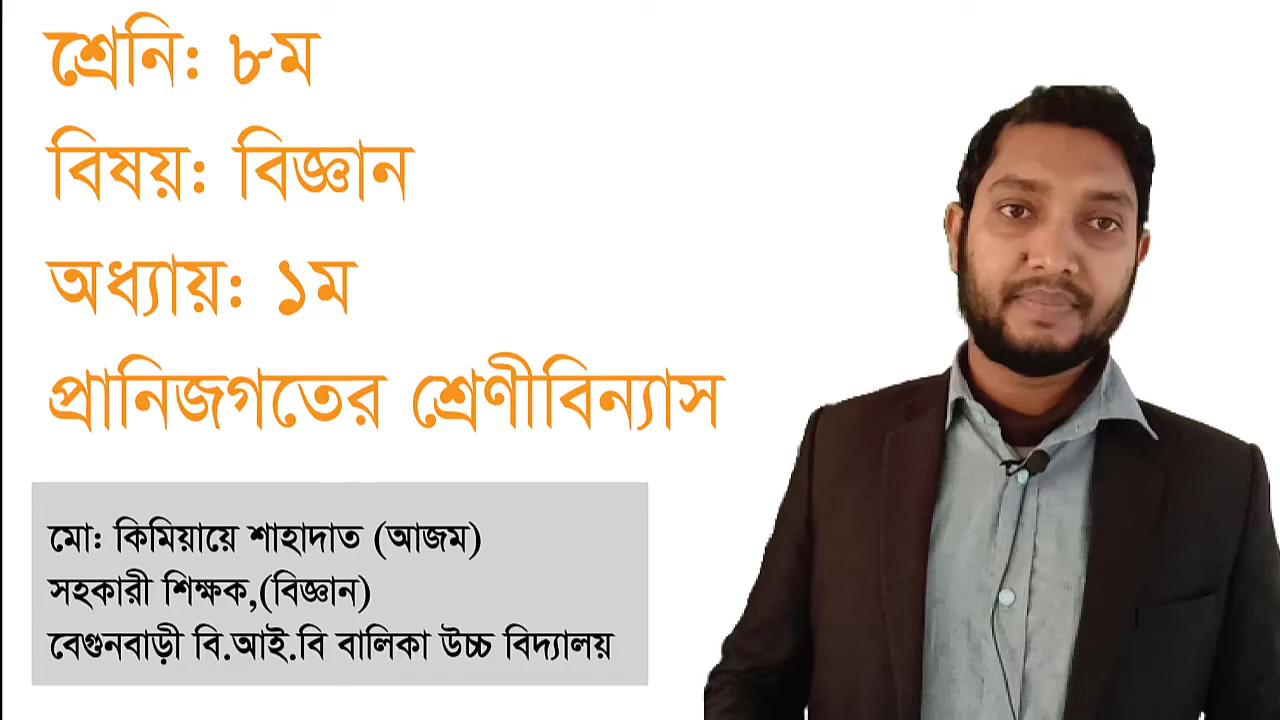 শ্রেনি: ৮ম
বিষয়: বিজ্ঞান
অধ্যায়: ১ম
প্রানিজগতের শ্রেণীবিন্যাস
মো: কিমিয়ায়ে শাহাদাত (আজম)
সহকারী শিক্ষক,(বিজ্ঞান)
বেগুনবাড়ী বি.আই.বি বালিকা উচ্চ বিদ্যালয়